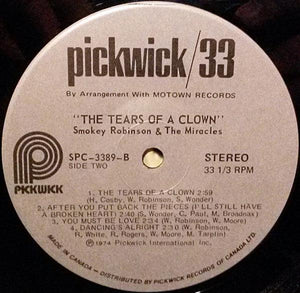 pickwick/33
By Arrangement With MOTOWN RECORDS
"THE TEARS OF A CLOWN"
Smokey Robinson & The Miracles
SPC-3389-B
SIDE TWO
STEREO
33 1/3 RPM
PICKWICK
1. THE TEARS OF A CLOWN 2:59
(H. Cosby, W. Robinson, S. Wonder)
2. AFTER YOU PUT BACK THE PIECES (I'LL STILL HAVE
A BROKEN HEART) 2:40 (S. Wonder, C. Paul, M. Broadnax)
3. YOU MUST BE LOVE 2:34 (W. Robinson, W. Moore)
4. DANCING'S ALRIGHT 2:30 (W. Robinson,
R. White, R. Rogers, W. Moore, M. Tarplin)
℗ 1974 Pickwick International Inc.
MADE IN CANADA - DISTRIBUTED BY PICKWICK RECORDS OF CANADA LTD.